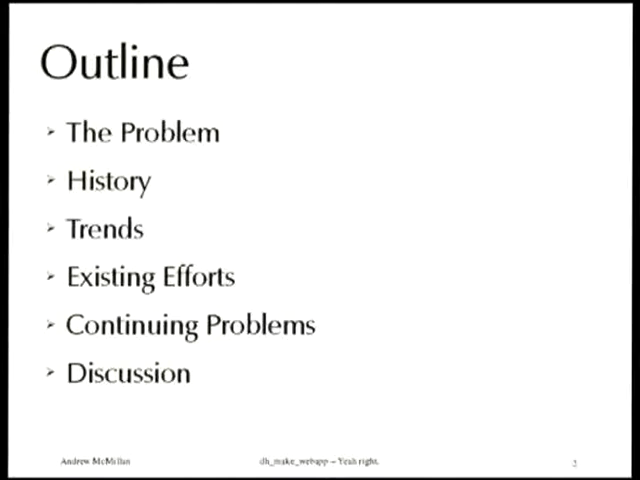 Outline
The Problem
History
Trends
Existing Efforts
Continuing Problems
Discussion
Andrew McMillan
dh_make_webapp – Yeah right.
2